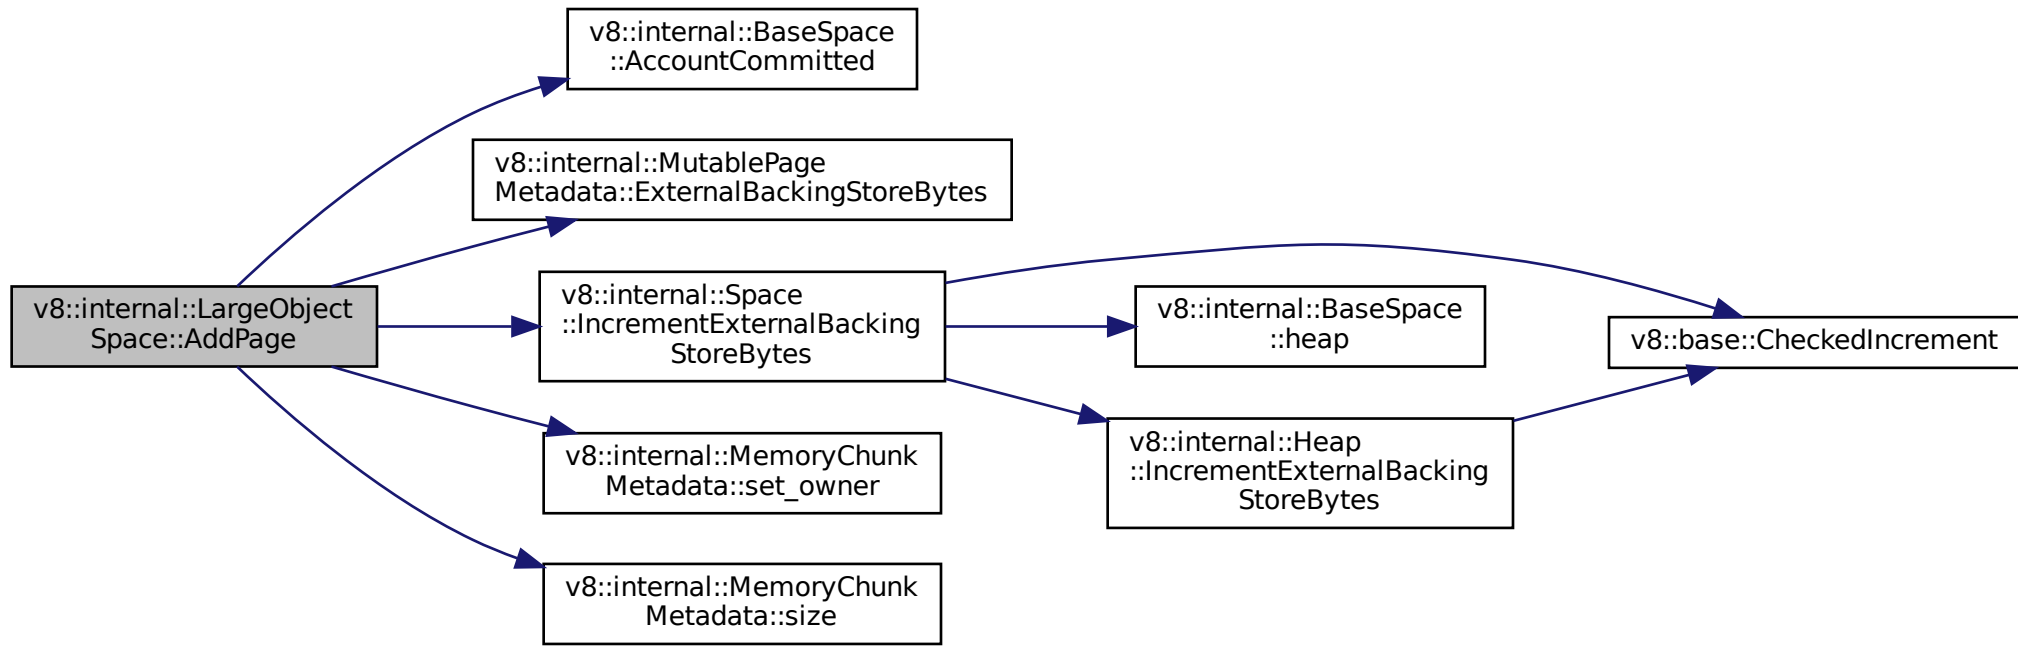 v8::internal::BaseSpace
::AccountCommitted
v8::internal::MutablePage
Metadata::ExternalBackingStoreBytes
v8::internal::LargeObject
Space::AddPage
v8::internal::Space
::IncrementExternalBacking
StoreBytes
v8::internal::BaseSpace
::heap
v8::base::CheckedIncrement
v8::internal::MemoryChunk
Metadata::set_owner
v8::internal::Heap
::IncrementExternalBacking
StoreBytes
v8::internal::MemoryChunk
Metadata::size